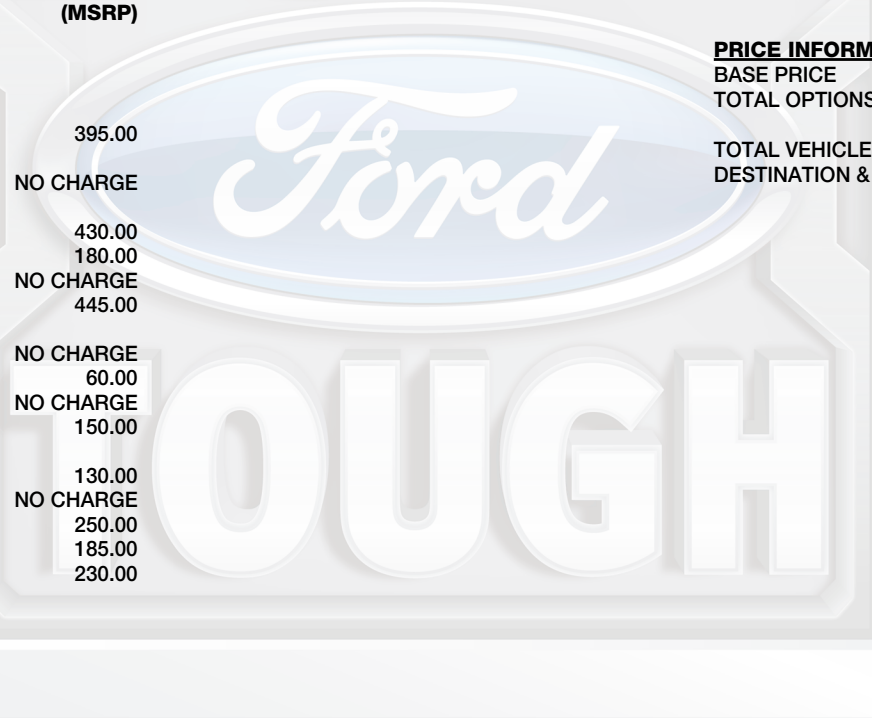 (MSRP)
PRICE INFORM
BASE PRICE
TOTAL OPTIONS
395.00
TOTAL VEHICLE
NO CHARGE
DESTINATION &
430.00
180.00
NO CHARGE
445.00
NO CHARGE
60.00
NO CHARGE
150.00
130.00
NO CHARGE
250.00
185.00
230.00
Ford
TOUGH